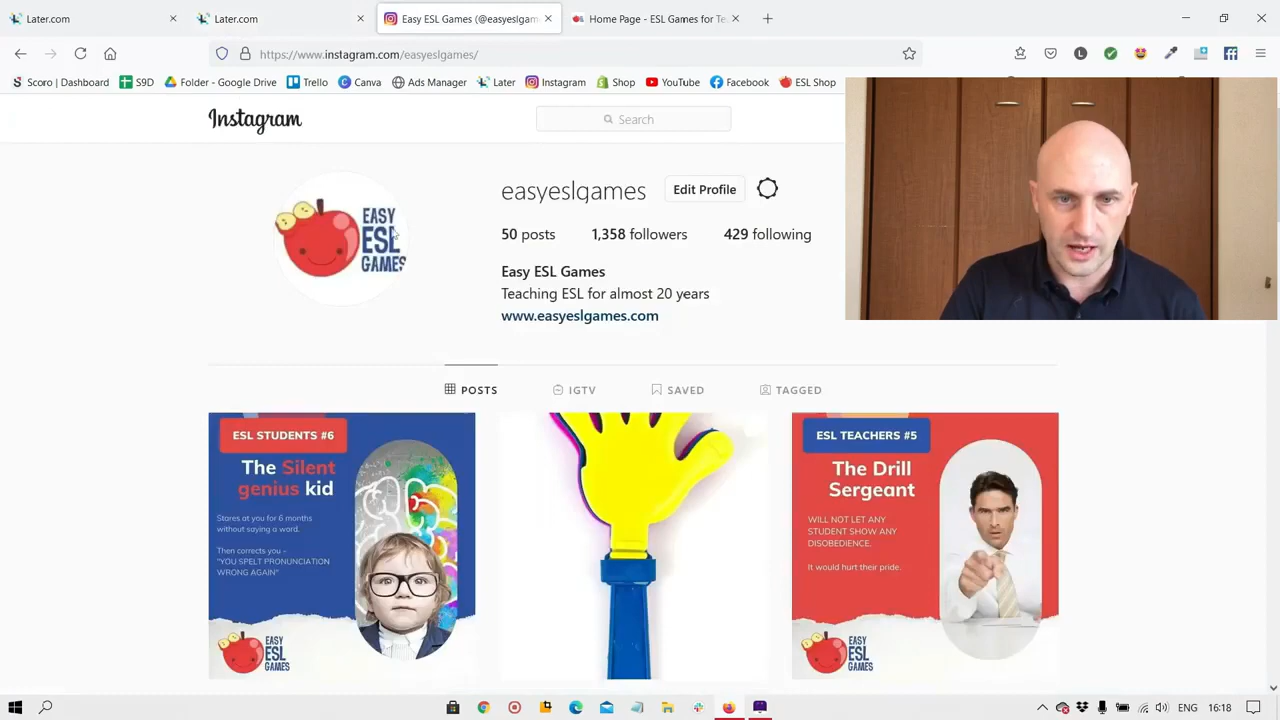 Later.com
Later.com
Easy ESL Games (@easyeslgam
Home Page - ESL Games for Te
https://www.instagram.com/easyeslgames/
Scoro | Dashboard
S9D
Folder - Google Drive
Trello
Canva
Ads Manager
Later
Instagram
Shop
YouTube
Facebook
ESL Shop
Instagram
Search
easyeslgames
Edit Profile
50 posts
1,358 followers
429 following
Easy ESL Games
Teaching ESL for almost 20 years
www.easyeslgames.com
EASY
ESL
GAMES
POSTS
IGTV
SAVED
TAGGED
ESL STUDENTS #6
The Silent
genius kid
Stares at you for 6 months
without saying a word.
Then corrects you -
"YOU SPELT PRONUNCIATION
WRONG AGAIN"
EASY
ESL
GAMES
ESL TEACHERS #5
The Drill
Sergeant
WILL NOT LET ANY
STUDENT SHOW ANY
DISOBEDIENCE.
It would hurt their pride.
EASY
ESL
GAMES
ENG
16:18